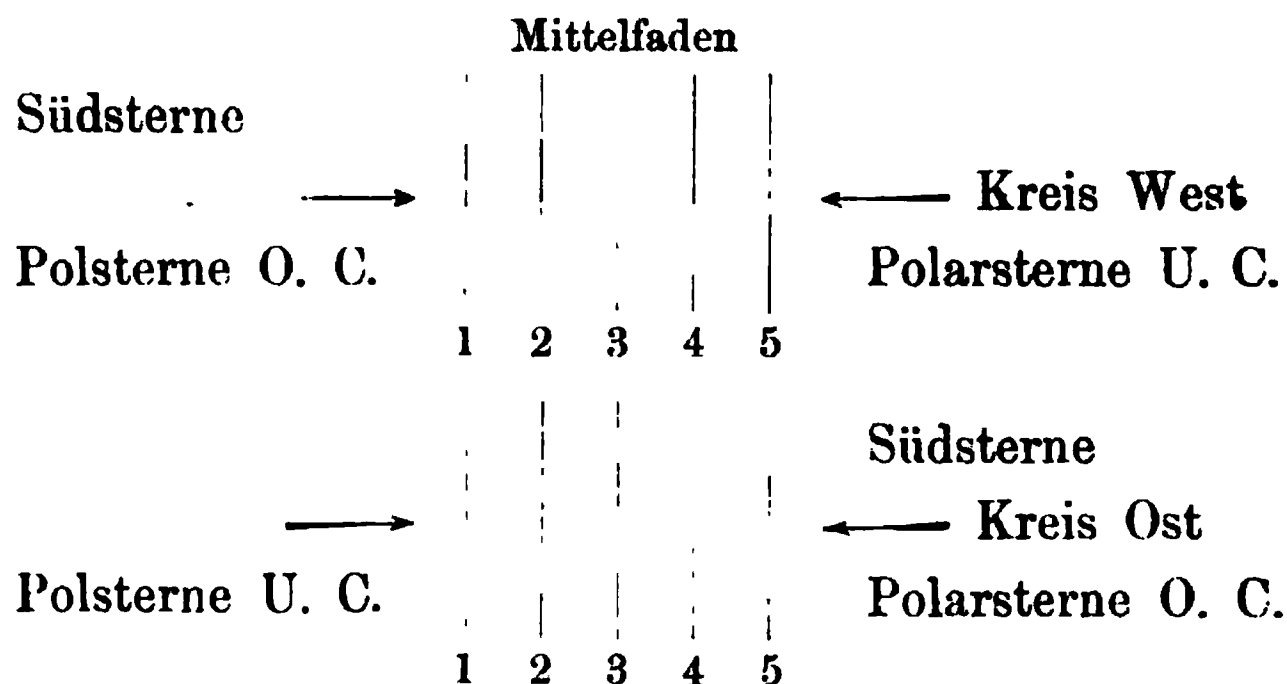 Mittelfaden
Südsterne
Kreis West
Polsterne O. C.
Polarsterne U. C.
1 2 3 4 5
Südsterne
Kreis Ost
Polsterne U. C.
Polarsterne O. C.
1 2 3 4 5